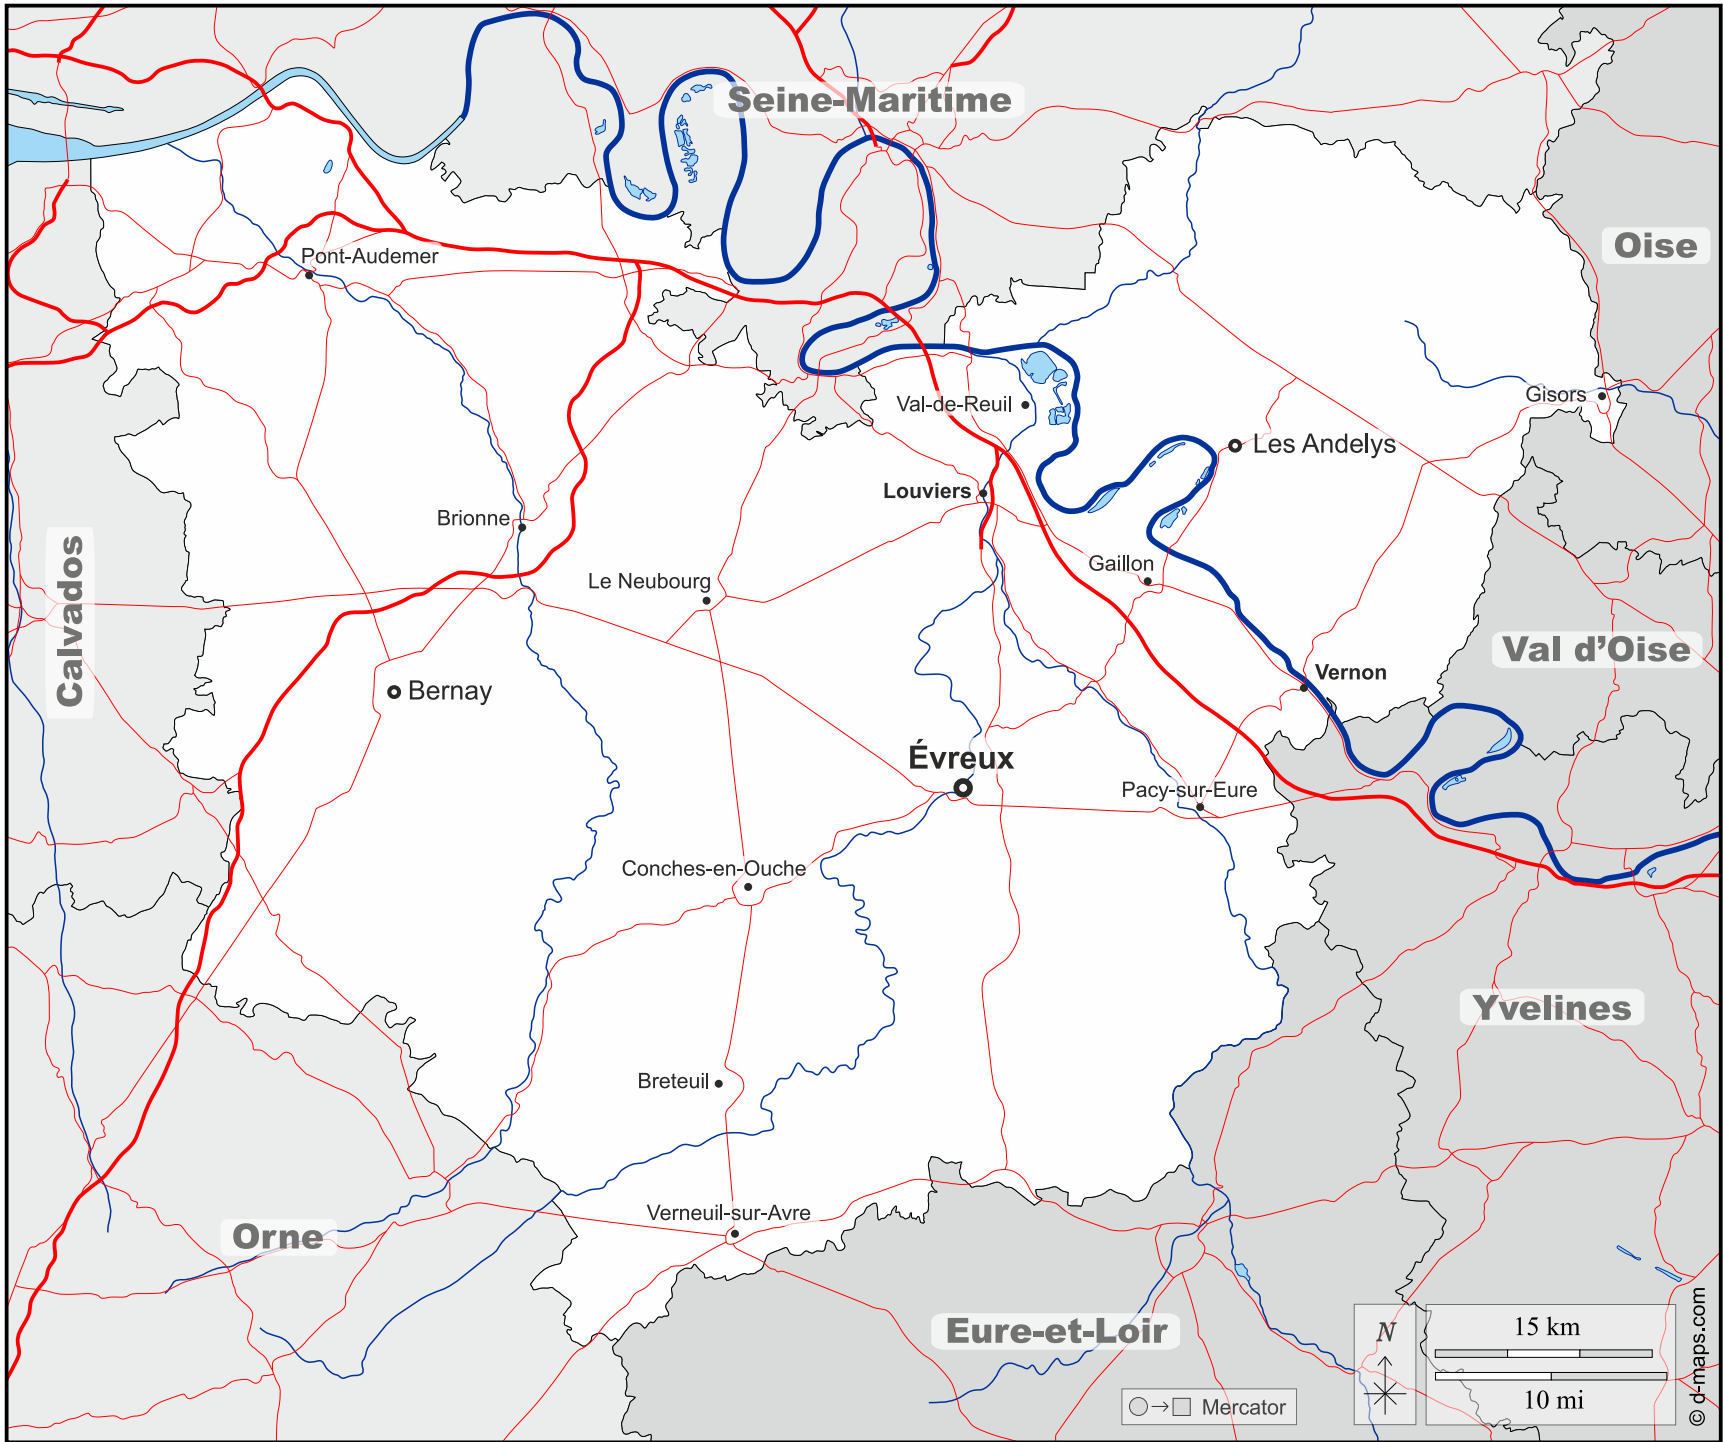 Seine-Maritime
Oise
Pont-Audemer
Gisors
Val-de-Reuil
Les Andelys
Louviers
Brionne
Gaillon
Le Neubourg
Calvados
Val d’Oise
Vernon
Bernay
Évreux
Pacy-sur-Eure
Conches-en-Ouche
Yvelines
Breteuil
Verneuil-sur-Avre
Orne
Eure-et-Loir
N
15 km
10 mi
Mercator
© d-maps.com